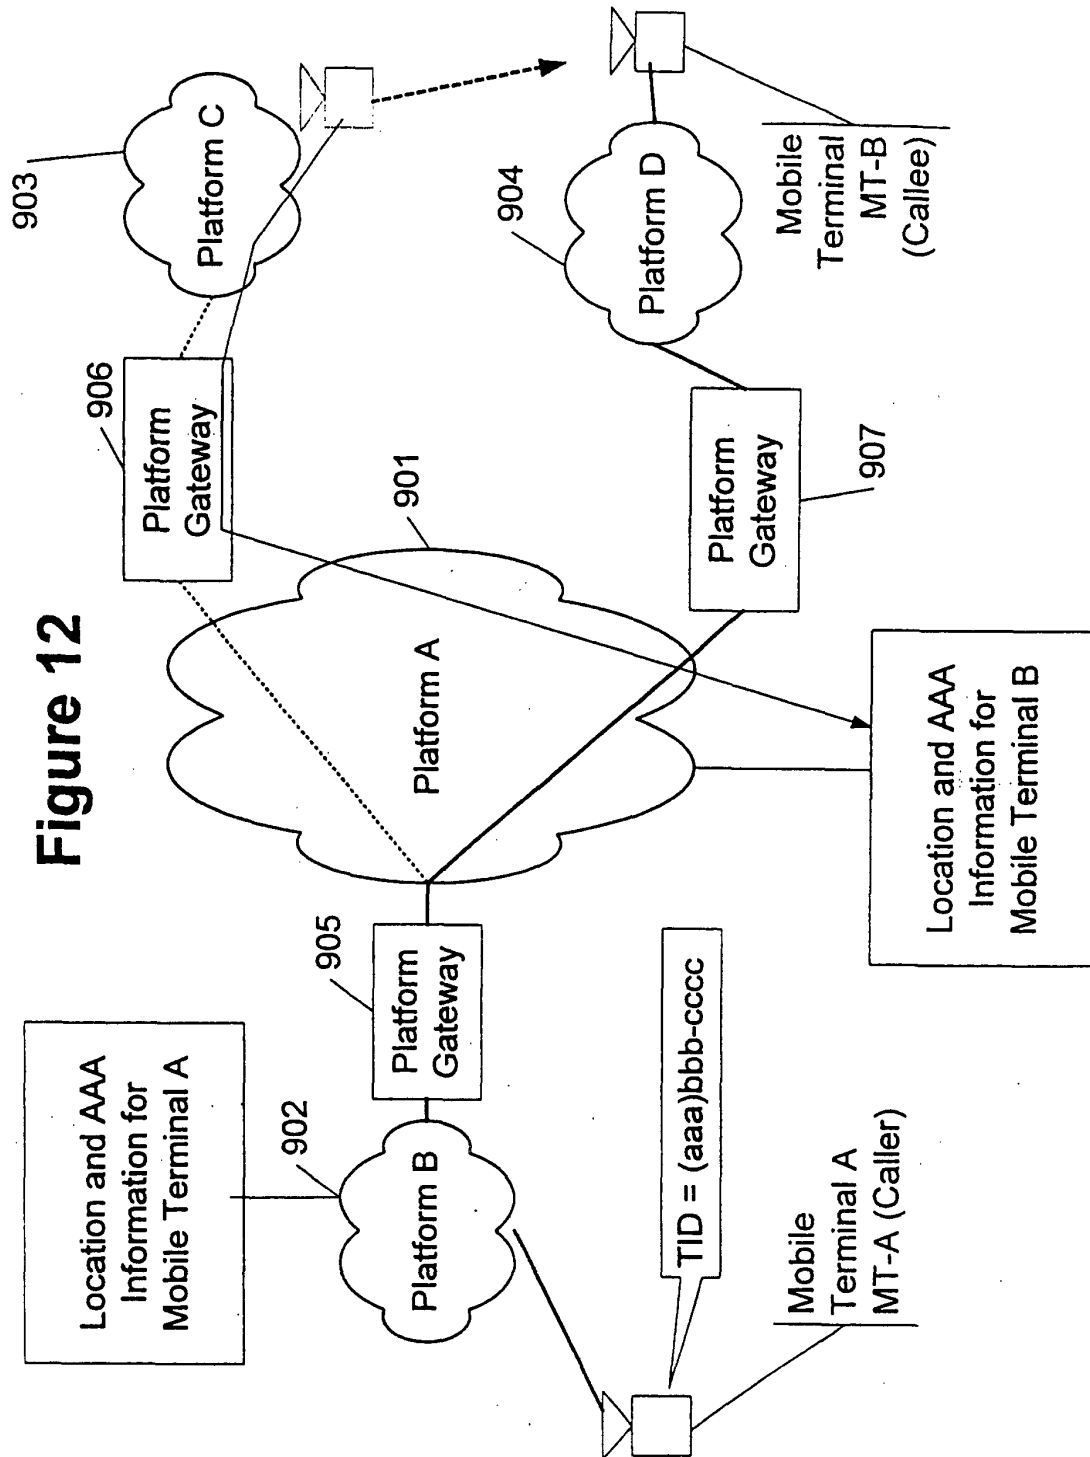 Figure 12
Location and AAA
Information for
Mobile Terminal A
902
Platform B
905
Platform
Gateway
901
Platform A
906
Platform
Gateway
903
Platform C
904
Platform D
907
Platform
Gateway
Mobile
Terminal
MT-B
(Callee)
TID = (aaa)bbb-cccc
Mobile
Terminal A
MT-A (Caller)
Location and AAA
Information for
Mobile Terminal B